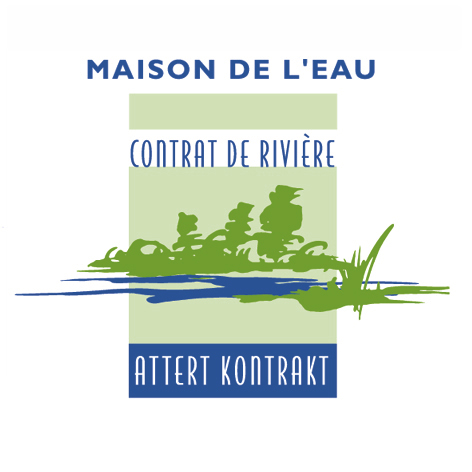 MAISON DE L'EAU
CONTRAT DE RIVIÈRE
ATTERT KONTRAKT